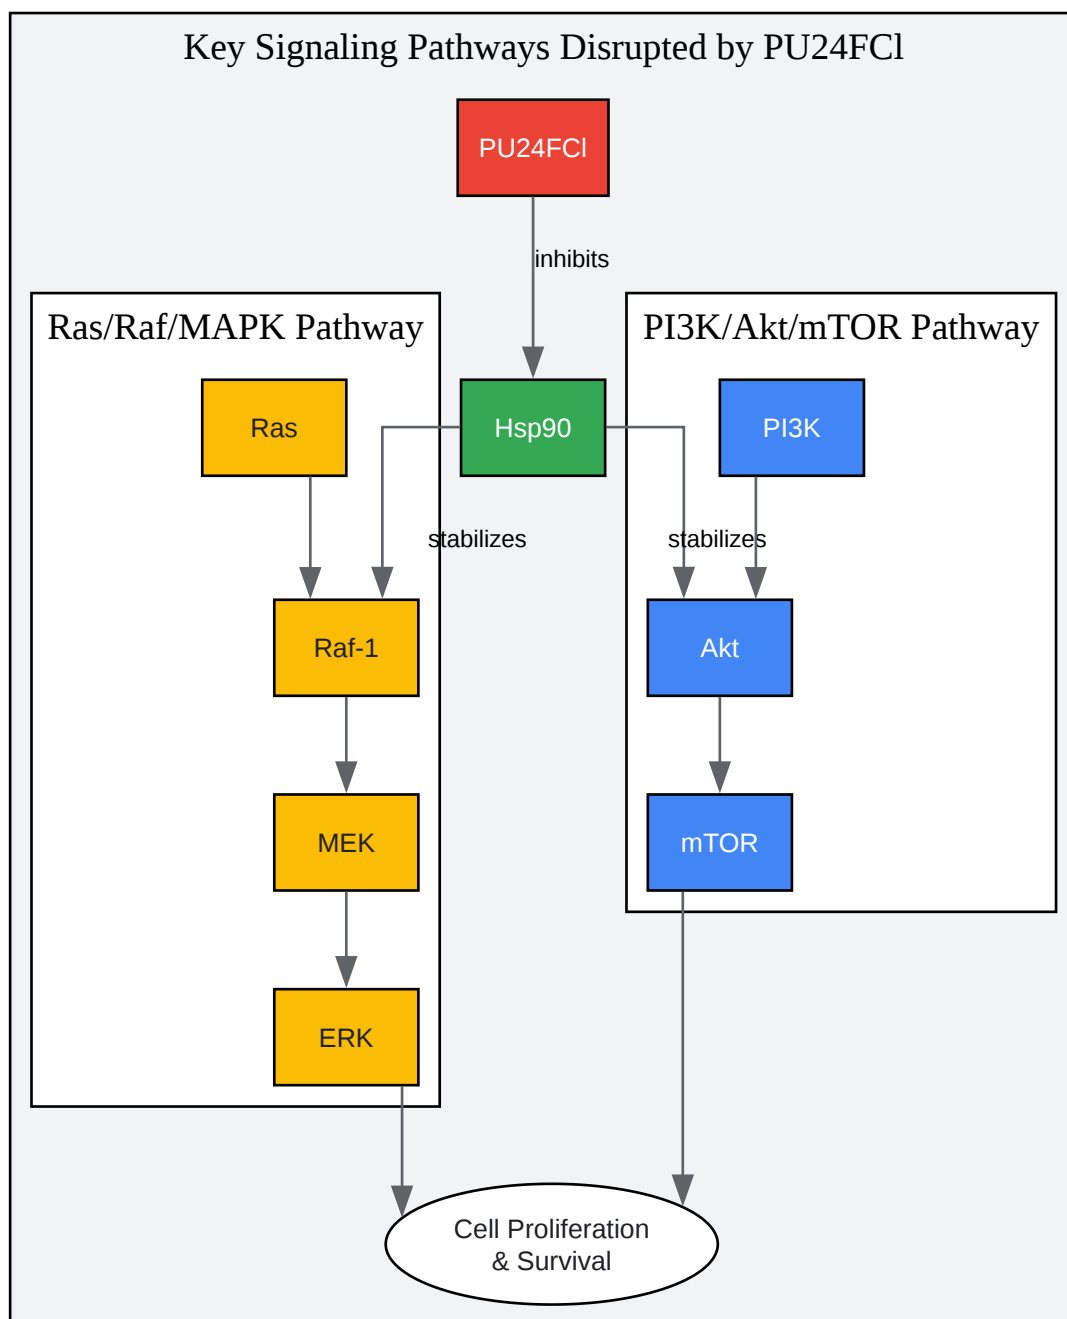 Key Signaling Pathways Disrupted by PU24FCl
PU24FCl
inhibits
Ras/Raf/MAPK Pathway
PI3K/Akt/mTOR Pathway
Ras
Hsp90
PI3K
stabilizes
stabilizes
Raf-1
Akt
MEK
mTOR
ERK
Cell Proliferation
& Survival